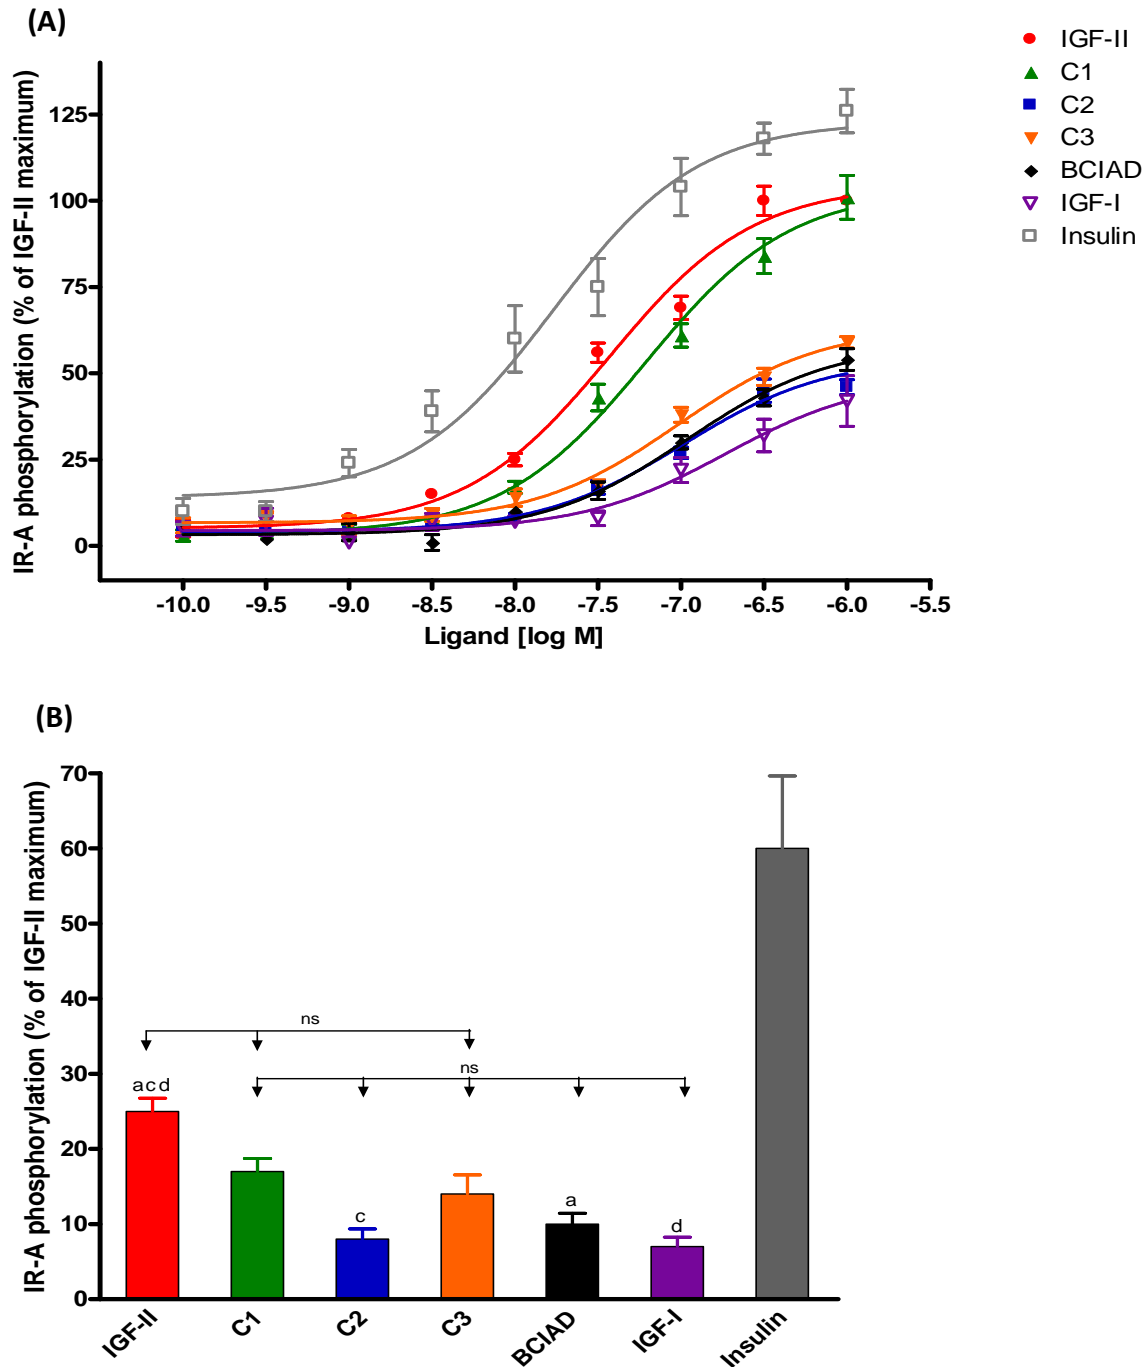 (A)
IR-A phosphorylation (% of IGF-II maximum)
125
100
75
50
25
0
-10.0 -9.5 -9.0 -8.5 -8.0 -7.5 -7.0 -6.5 -6.0 -5.5
Ligand [log M]
IGF-II
C1
C2
C3
BCIAD
IGF-I
Insulin
(B)
IR-A phosphorylation (% of IGF-II maximum)
70
60
50
40
30
20
10
0
ns
ns
acd
c
a
d
IGF-II C1 C2 C3 BCIAD IGF-I Insulin